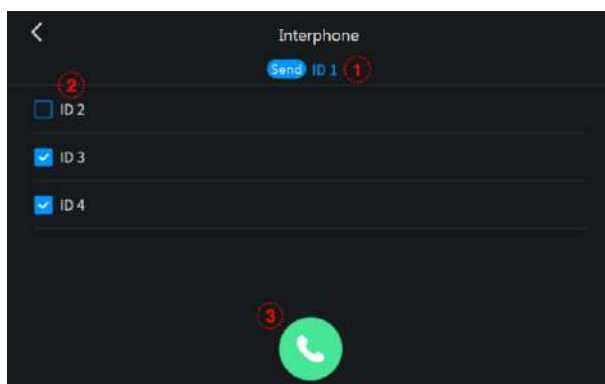 Interphone
Send ID 1 1
2
ID 2
ID 3
ID 4
3